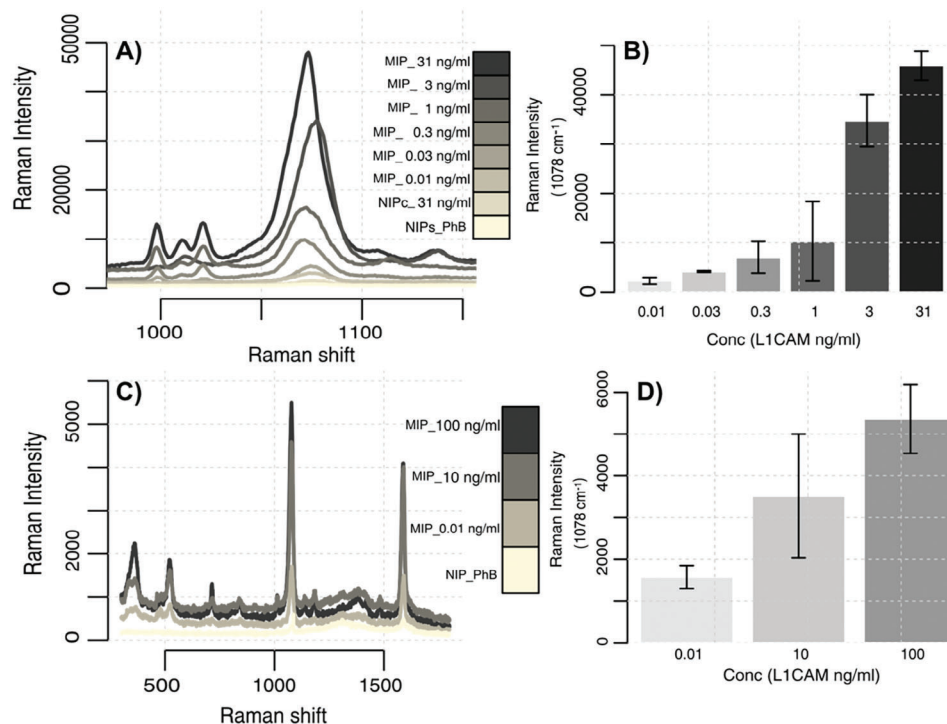 A)
Raman Intensity
50000
20000
0
1000
1100
Raman shift
MIP_ 31 ng/ml
MIP_ 3 ng/ml
MIP_ 1 ng/ml
MIP_ 0.3 ng/ml
MIP_ 0.03 ng/ml
MIP_ 0.01 ng/ml
NIPc_ 31 ng/ml
NIPs_PhB
B)
Raman Intensity
(1078 cm-1)
40000
20000
0
0.01 0.03 0.3 1 3 31
Conc (L1CAM ng/ml)
C)
Raman Intensity
5000
2000
0
500 1000 1500
Raman shift
MIP_100 ng/ml
MIP_10 ng/ml
MIP_0.01 ng/ml
NIP_PhB
D)
Raman Intensity
(1078 cm-1)
6000
4000
2000
0
0.01 10 100
Conc (L1CAM ng/ml)